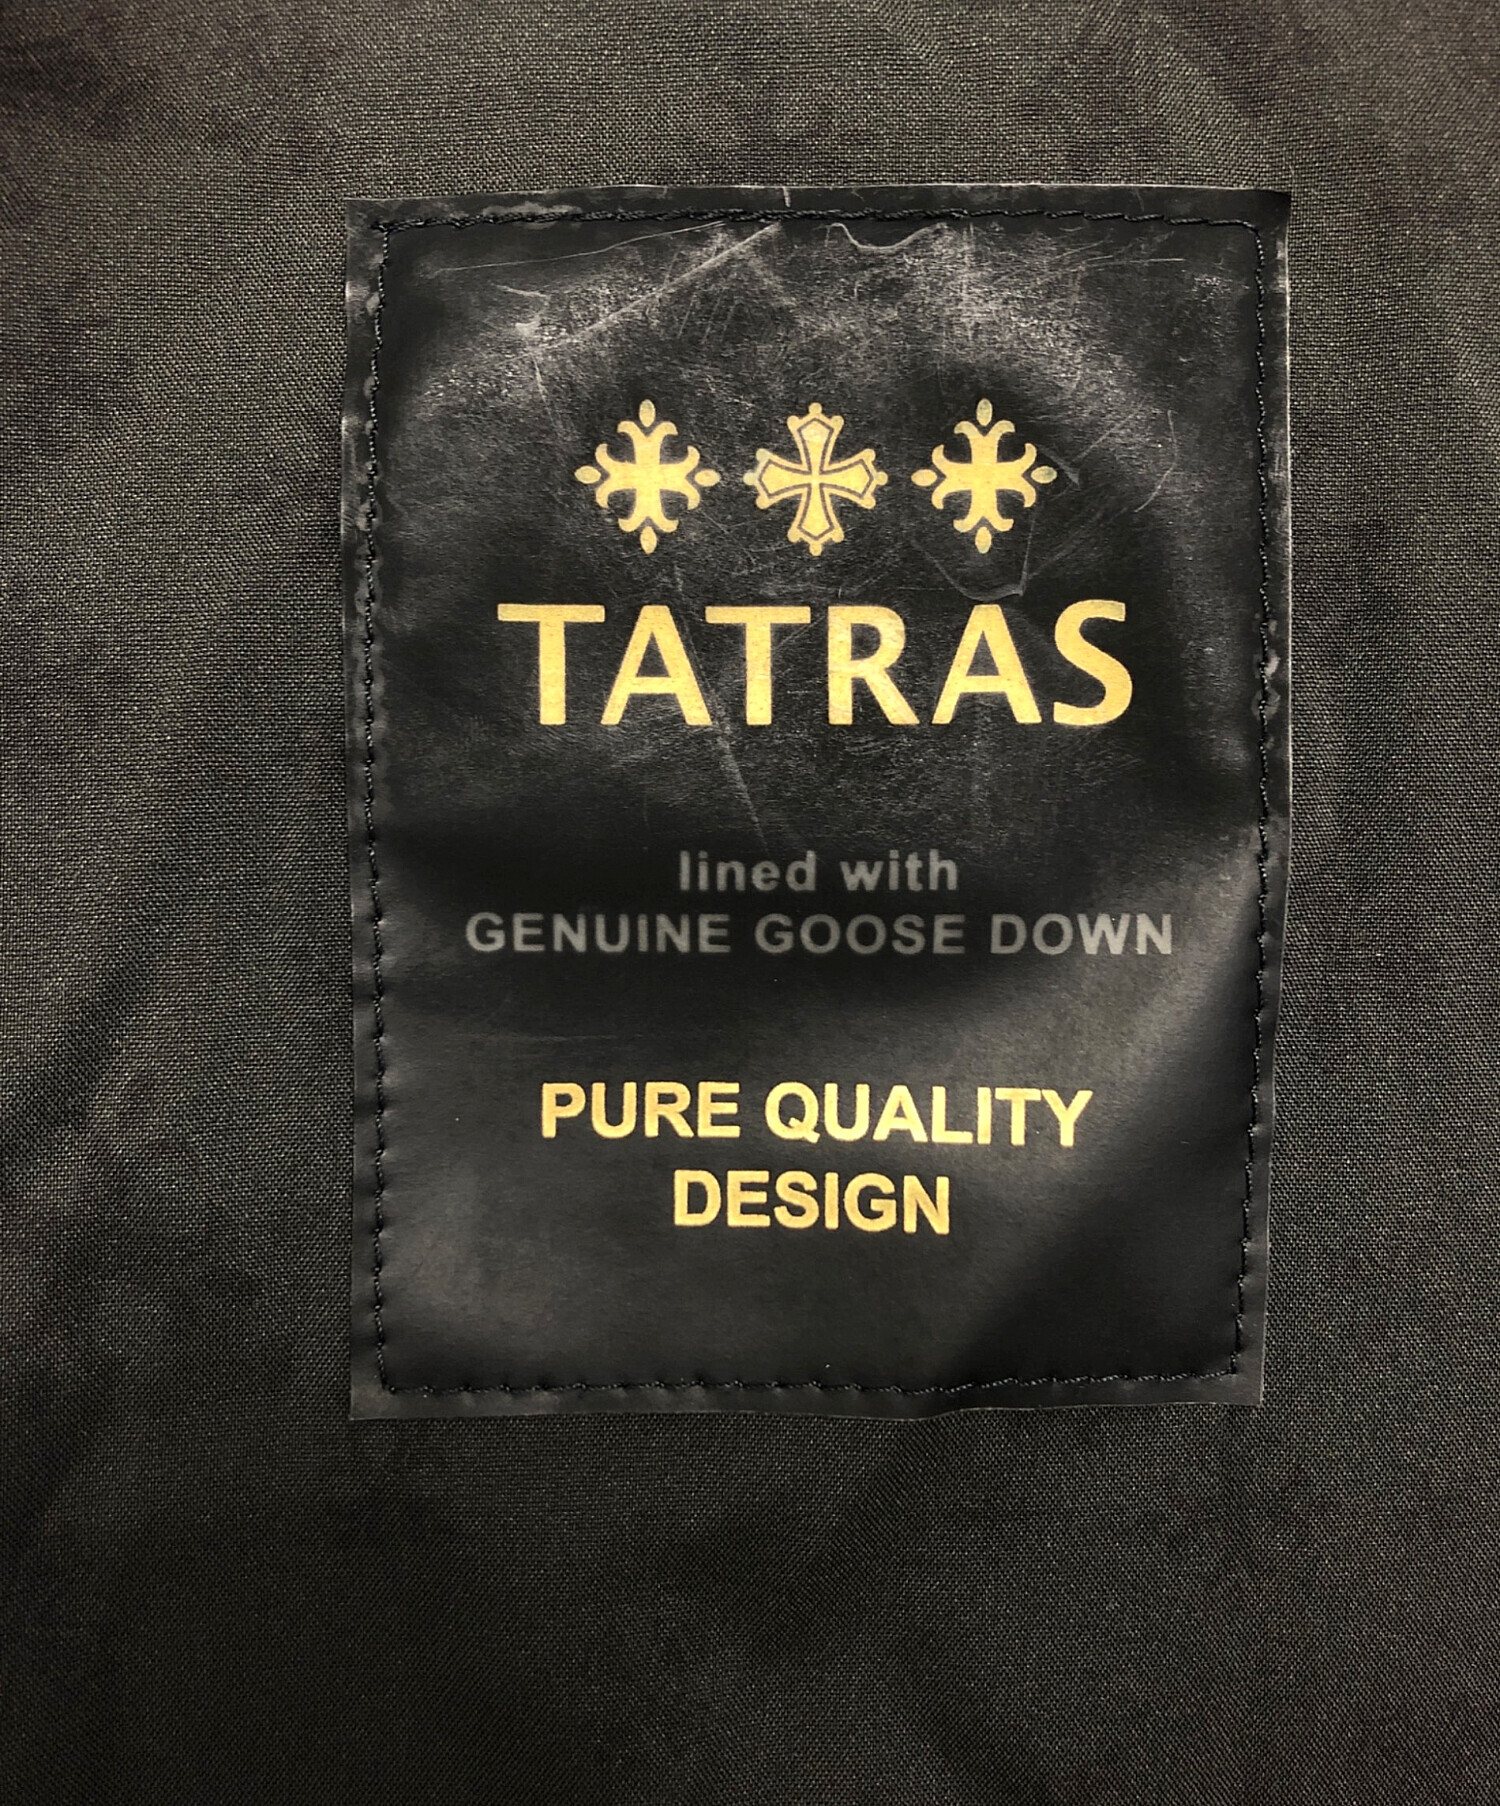 TATRAS
lined with
GENUINE GOOSE DOWN
PURE QUALITY
DESIGN